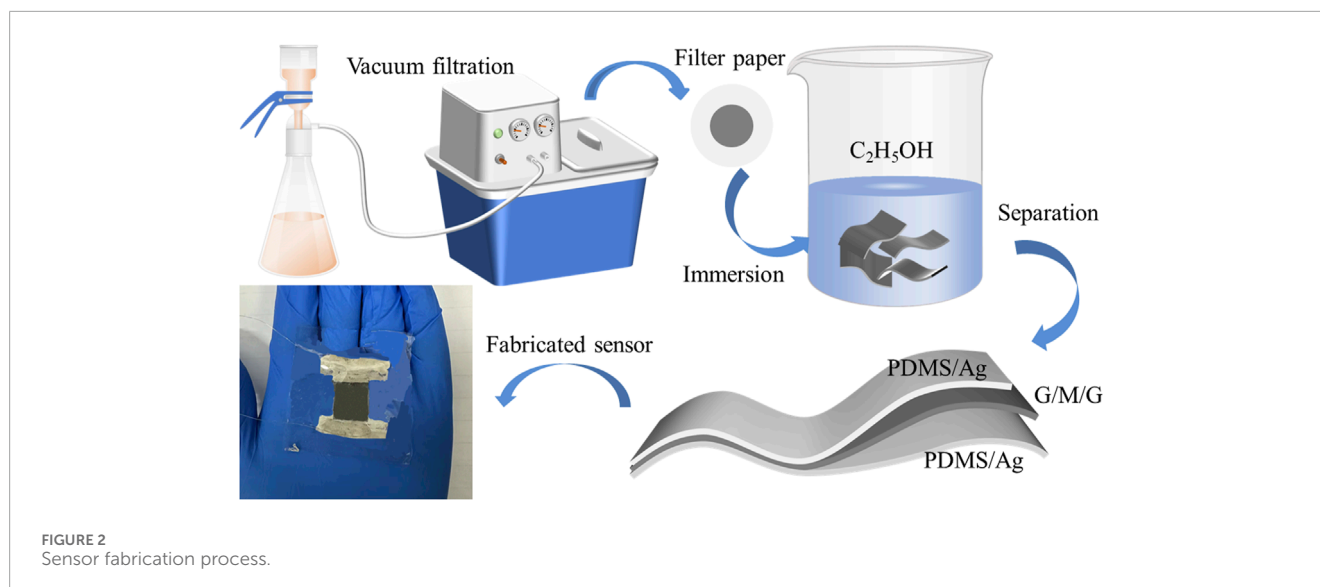 Vacuum filtration
Filter paper
C₂H₅OH
Separation
Immersion
Fabricated sensor
PDMS/Ag
G/M/G
PDMS/Ag
FIGURE 2
Sensor fabrication process.